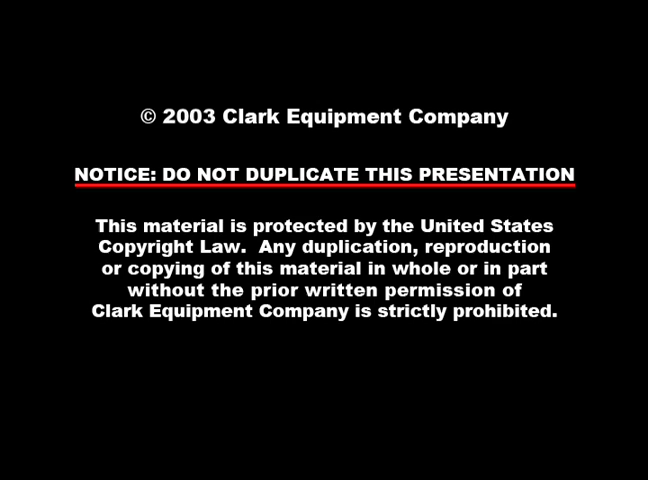 © 2003 Clark Equipment Company
NOTICE: DO NOT DUPLICATE THIS PRESENTATION
This material is protected by the United States
Copyright Law.  Any duplication, reproduction
or copying of this material in whole or in part
without the prior written permission of
Clark Equipment Company is strictly prohibited.